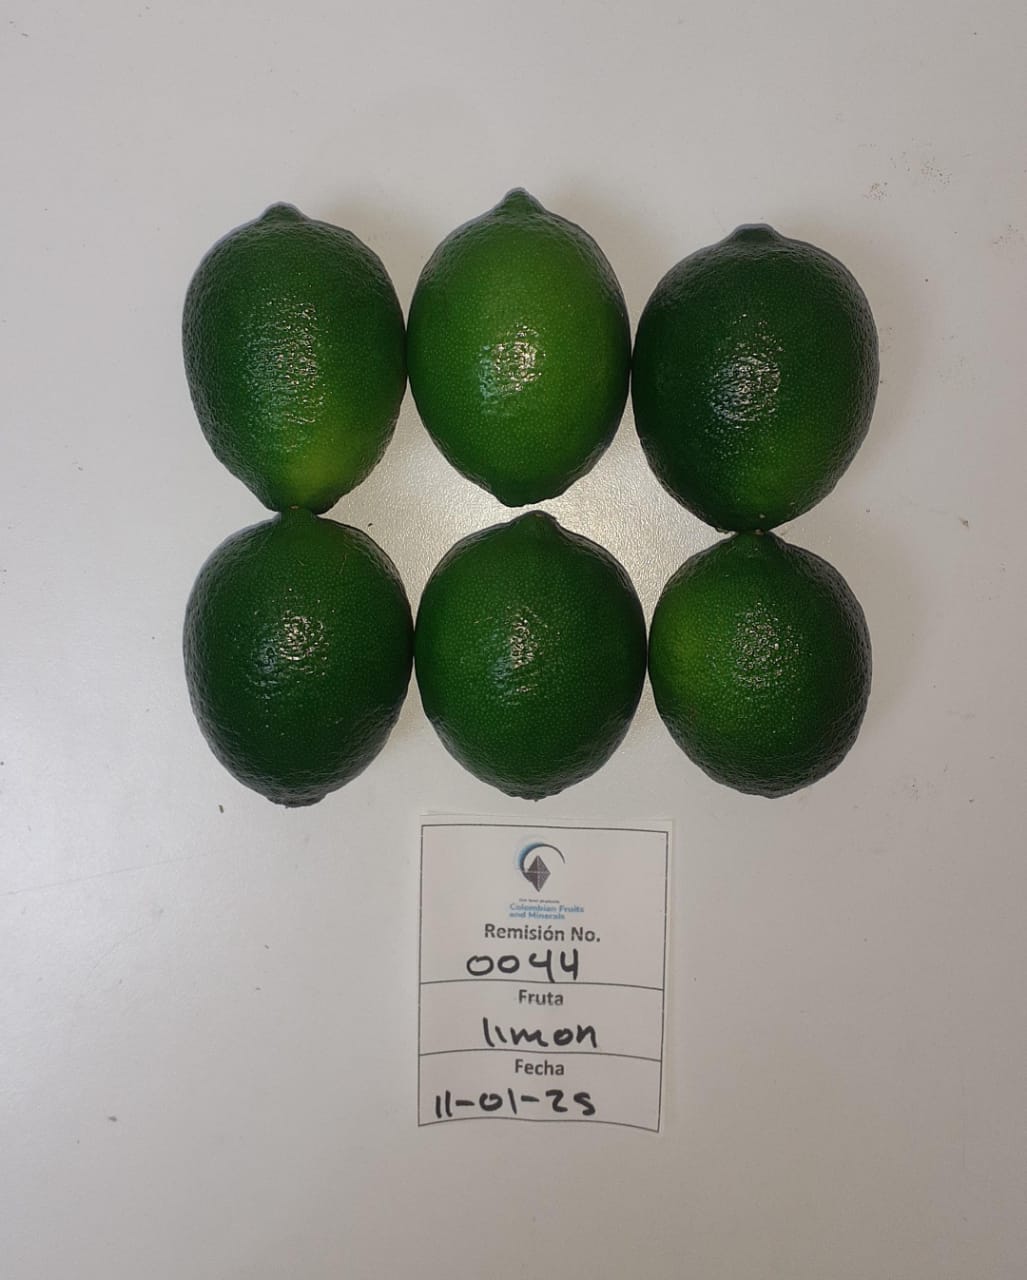 Colombian Fruits
and Minerals
Remisión No.
0044
Fruta
limon
Fecha
11-01-25